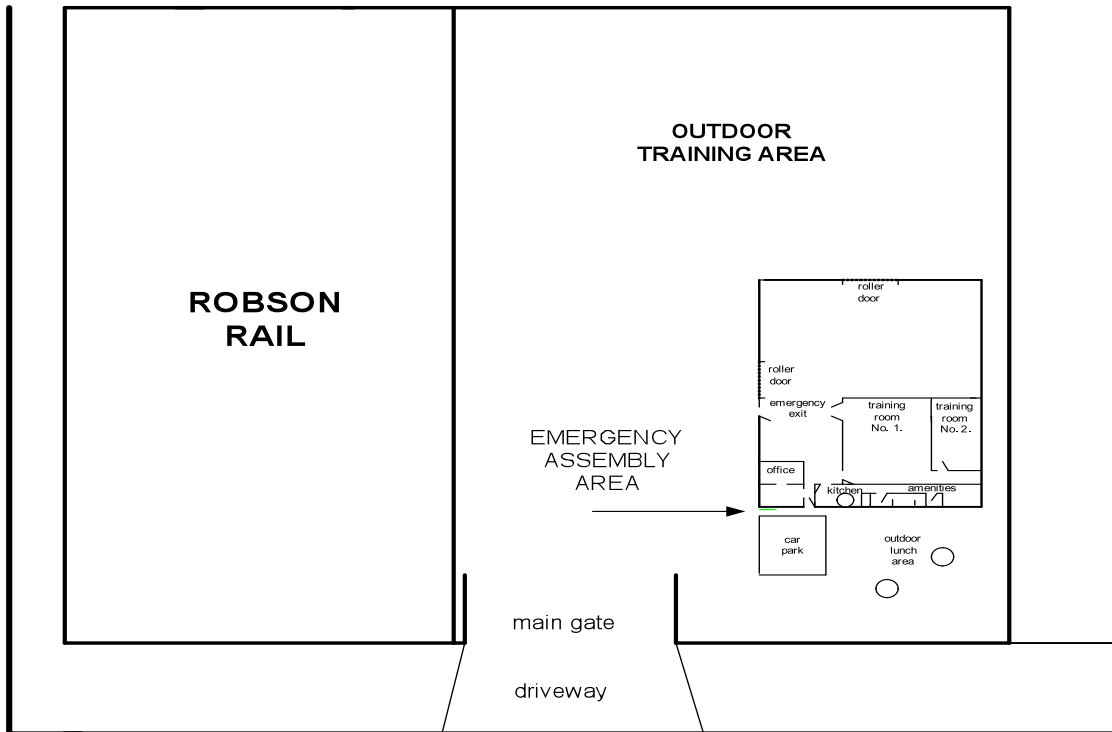 OUTDOOR
TRAINING AREA
ROBSON
RAIL
roller
door
roller
door
emergency
exit
training
room
No. 1.
training
room
No. 2.
EMERGENCY
ASSEMBLY
AREA
office
kitchen
amenities
car
park
outdoor
lunch
area
main gate
driveway